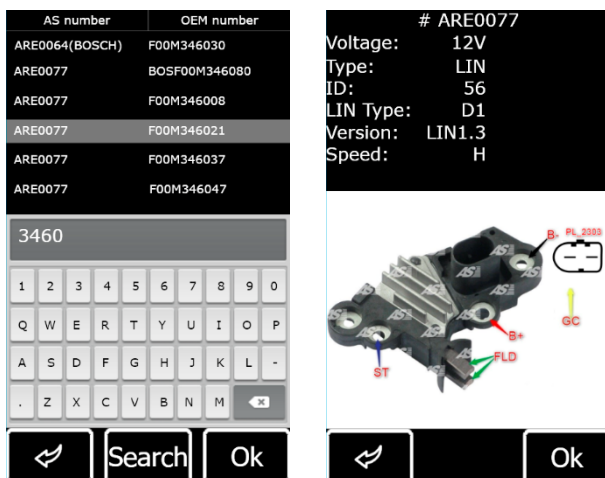 AS number OEM number
ARE0064(BOSCH) F00M346030
ARE0077 BOSF00M346080
ARE0077 F00M346008
ARE0077 F00M346021
ARE0077 F00M346037
ARE0077 F00M346047
3460
1 2 3 4 5 6 7 8 9 0
Q W E R T Y U I O P
A S D F G H J K L -
. Z X C V B N M
Search Ok
# ARE0077
Voltage: 12V
Type: LIN
ID: 56
LIN Type: D1
Version: LIN1.3
Speed: H
B- PL_2303
GC
B+
FLD
ST
AS
Ok